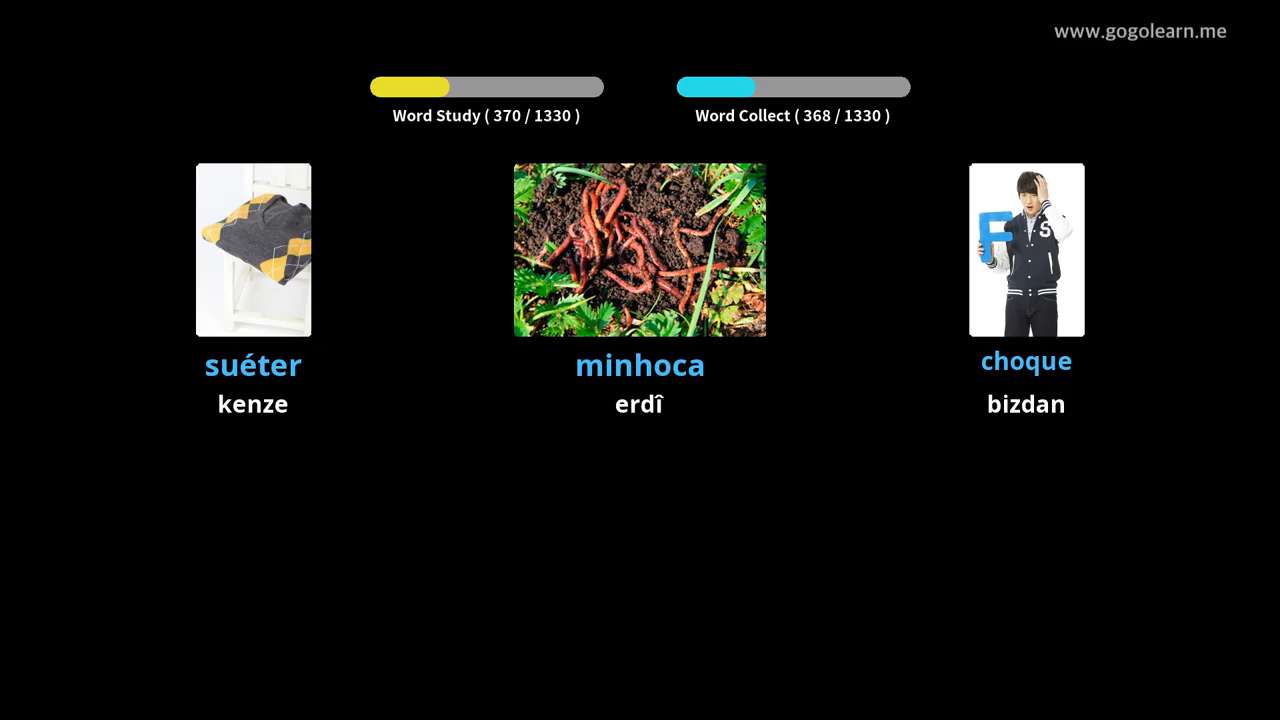 www.gogolearn.me
Word Study ( 370 / 1330 )
Word Collect ( 368 / 1330 )
F
S
suéter
minhoca
choque
kenze
erdî
bizdan